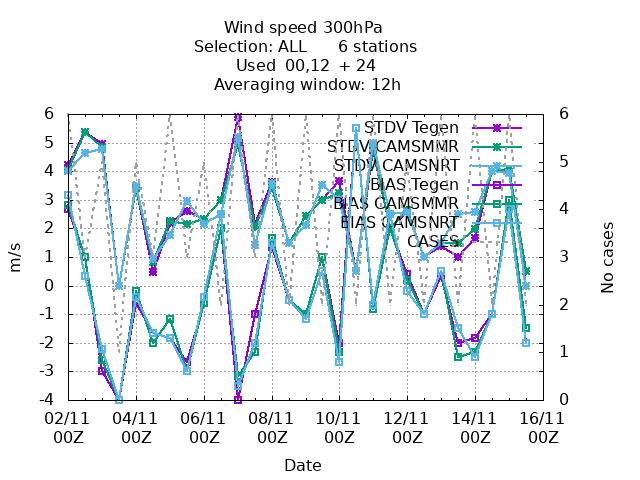 Wind speed 300hPa
Selection: ALL 6 stations
Used 00,12 + 24
Averaging window: 12h
STDV Tegen
STDV CAMSMMR
STDV CAMSNRT
BIAS Tegen
BIAS CAMSMMR
BIAS CAMSNRT
CASES
6
5
4
3
2
1
0
-1
-2
-3
-4
m/s
6
5
4
3
2
1
0
No cases
02/11 04/11 06/11 08/11 10/11 12/11 14/11 16/11
00Z 00Z 00Z 00Z 00Z 00Z 00Z 00Z
Date